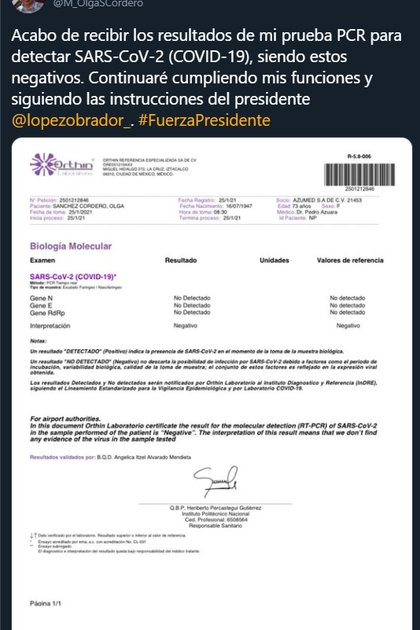 @M_OlgaSCordero
Acabo de recibir los resultados de mi prueba PCR para
detectar SARS-CoV-2 (COVID-19), siendo estos
negativos. Continuaré cumpliendo mis funciones y
siguiendo las instrucciones del presidente
@lopezobrador_. #FuerzaPresidente
R-5.8-006
Orthin
Laboratorio
ORTHIN REFERENCIA ESPECIALIZADA SA DE CV
MIGUEL HIDALGO 212, LA CRUZ, IZTACALCO
CIUDAD DE MÉXICO, MÉXICO.
2501212846
N° Petición: 2501212846
Fecha Registro: 25/1/21
Socio: AZUMED S.A DE C.V. 21453
Paciente: SANCHEZ CORDERO, OLGA
Fecha Nacimiento: 16/07/1947
Edad: 73 años Sexo: F
Fecha de toma: 25/1/2021
Hora de toma: 08:30
Médico: Dr. Pedro Azuara
Inicia proceso: 25/1/21
Termina proceso: 25/1/21
Id Paciente: NP
Biología Molecular
Examen Resultado Unidades Valores de referencia
SARS-CoV-2 (COVID-19)*
Método: PCR Tiempo real
Tipo de muestra: Exudado Faríngeo / Nasofaríngeo
Gene N No Detectado No detectado
Gene E No Detectado No detectado
Gene RdRp No Detectado No detectado
Interpretación Negativo Negativo
Notas:
Un resultado "DETECTADO" (Positivo) indica la presencia de SARS-CoV-2 en el momento de la toma de la muestra biológica.
Un resultado "NO DETECTADO" (Negativo) no descarta la posibilidad de infección por SARS-CoV-2 debido a factores como el periodo de
incubación, variabilidad biológica, calidad de la toma de muestra; el conjunto de estos factores es reflejado en la expresión viral
obtenida.
Los resultados Detectados y No detectados serán notificados por Orthin Laboratorio al Instituto Diagnostico y Referencia (InDRE),
siguiendo el Lineamiento Estandarizado para la Vigilancia Epidemiológica y por Laboratorio COVID-19.
For airport authorities.
In this document Orthin Laboratorio certificate the result for the molecular detection (RT-PCR) of SARS-CoV-2
in the sample performed of the patient is "Negative". The interpretation of this result means that we don't find
any evidence of the virus in the sample tested
Resultados validados por: B.Q.D. Angelica Itzel Alvarado Mendieta
Q.B.P. Heriberto Percastegui Gutiérrez
Instituto Politécnico Nacional
Ced. Profesional: 6508564
Responsable Sanitario
Dato verificado por el laboratorio. Resultado superior o inferior al valor de referencia.
Ensayo acreditado por ema, a.c. con acreditación No. CL-031
Ensayo subrogado.
El diagnostico e interpretación del resultado queda bajo responsabilidad del médico tratante.
Página 1/1